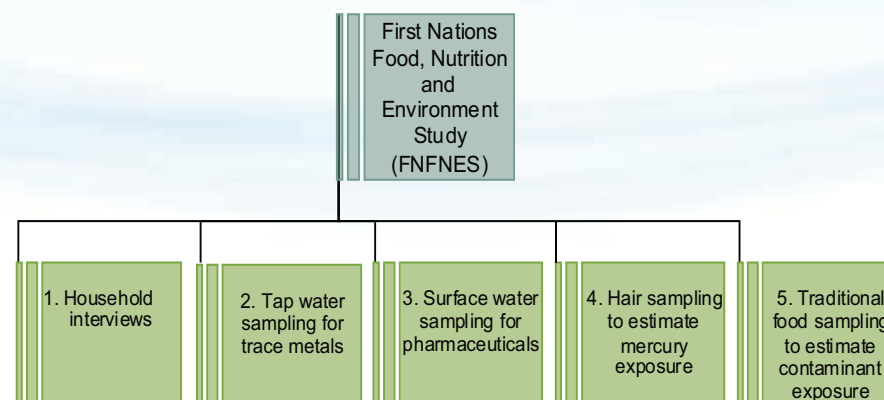 First Nations
Food, Nutrition
and
Environment
Study
(FNFNES)
1. Household
interviews
2. Tap water
sampling for
trace metals
3. Surface water
sampling for
pharmaceuticals
4. Hair sampling
to estimate
mercury
exposure
5. Traditional
food sampling
to estimate
contaminant
exposure